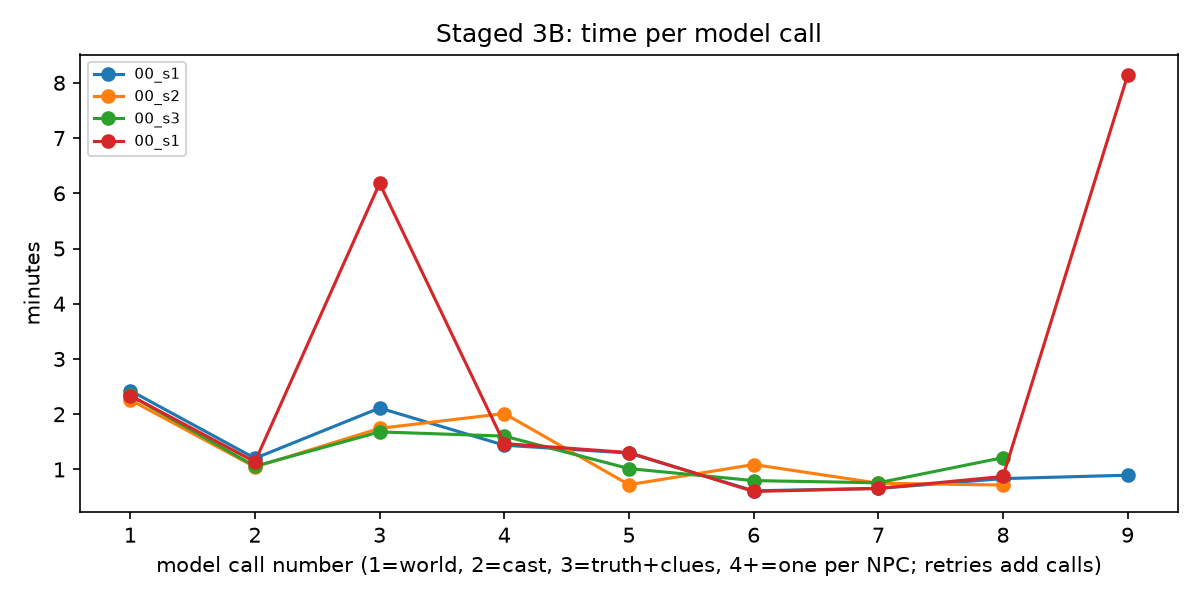 Staged 3B: time per model call
00_s1
00_s2
00_s3
00_s1
minutes
8
7
6
5
4
3
2
1
1 2 3 4 5 6 7 8 9
model call number (1=world, 2=cast, 3=truth+clues, 4+=one per NPC; retries add calls)